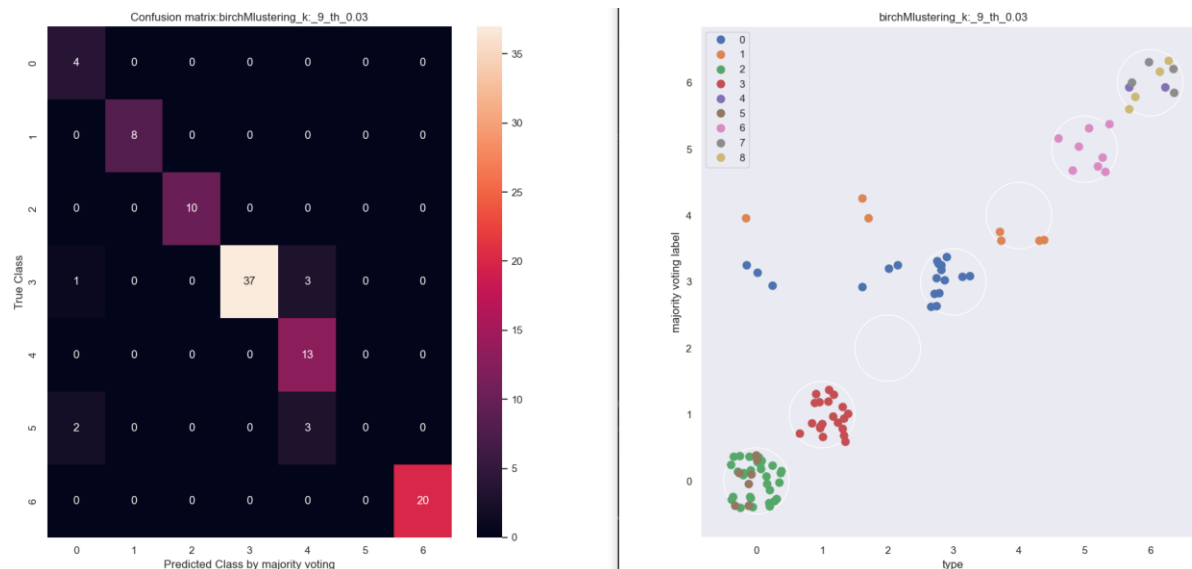 Confusion matrix:birchMlustering_k:_9_th_0.03
True Class
0 4 0 0 0 0 0 0
1 0 8 0 0 0 0 0
2 0 0 10 0 0 0 0
3 1 0 0 37 3 0 0
4 0 0 0 0 13 0 0
5 2 0 0 0 3 0 0
6 0 0 0 0 0 0 20
0 1 2 3 4 5 6
Predicted Class by majority voting
35
30
25
20
15
10
5
0
birchMlustering_k:_9_th_0.03
0
1
2
3
4
5
6
7
8
majority voting label
6
5
4
3
2
1
0
0 1 2 3 4 5 6
type